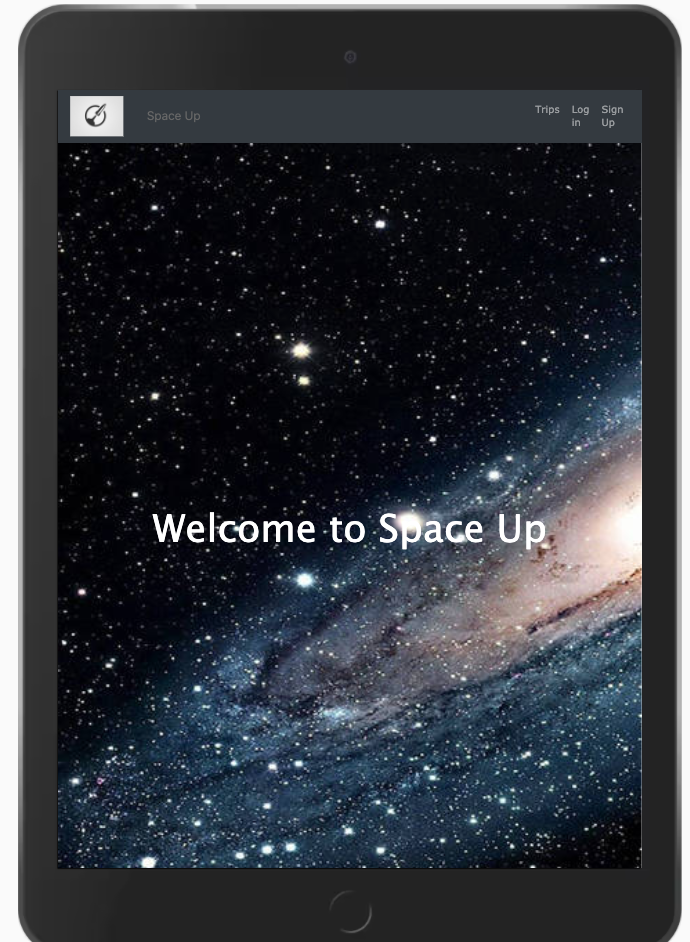 Space Up
Trips
Log
in
Sign
Up
Welcome to Space Up